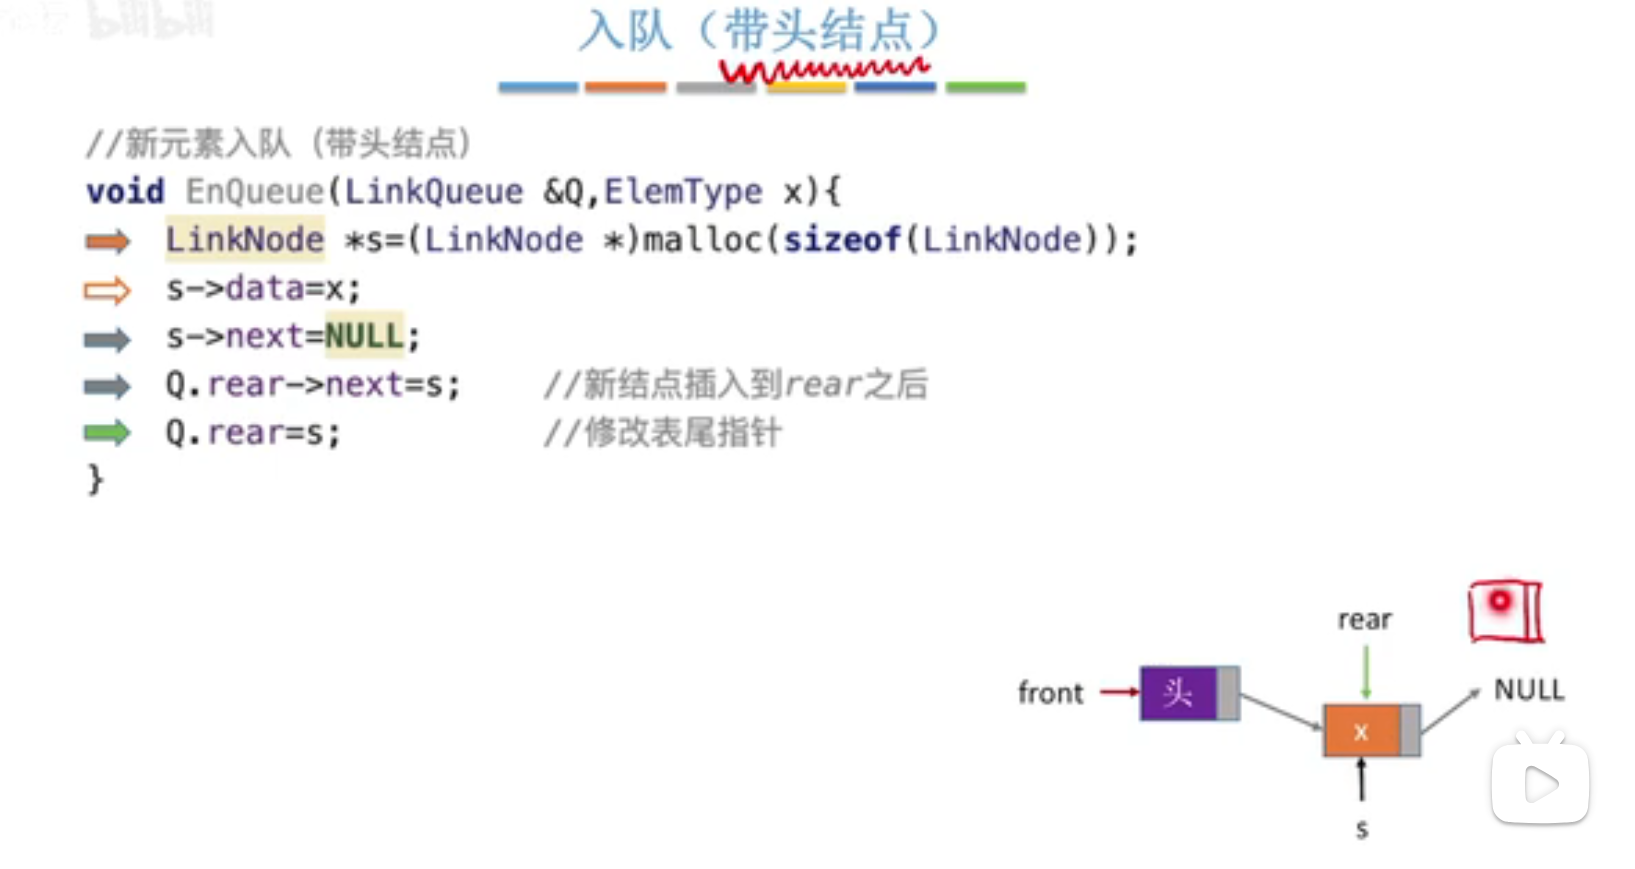 bilibili
入队（带头结点）
//新元素入队（带头结点）
void EnQueue(LinkQueue &Q,ElemType x){
LinkNode *s=(LinkNode *)malloc(sizeof(LinkNode));
s->data=x;
s->next=NULL;
Q.rear->next=s; //新结点插入到rear之后
Q.rear=s; //修改表尾指针
}
rear
front
头
NULL
x
s